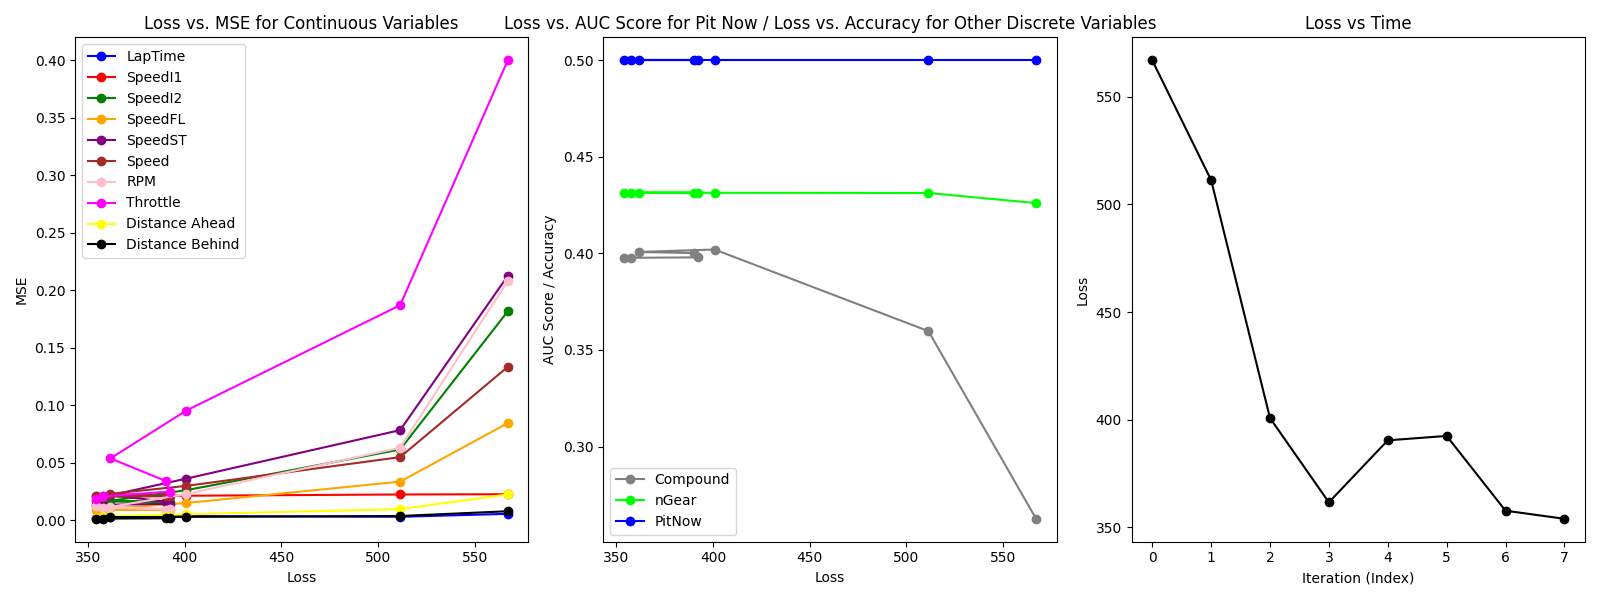 Loss vs. MSE for Continuous Variables
MSE
0.40
0.35
0.30
0.25
0.20
0.15
0.10
0.05
0.00
LapTime
SpeedI1
SpeedI2
SpeedFL
SpeedST
Speed
RPM
Throttle
Distance Ahead
Distance Behind
350 400 450 500 550
Loss
Loss vs. AUC Score for Pit Now / Loss vs. Accuracy for Other Discrete Variables
AUC Score / Accuracy
0.50
0.45
0.40
0.35
0.30
Compound
nGear
PitNow
350 400 450 500 550
Loss
Loss vs Time
Loss
550
500
450
400
350
0 1 2 3 4 5 6 7
Iteration (Index)